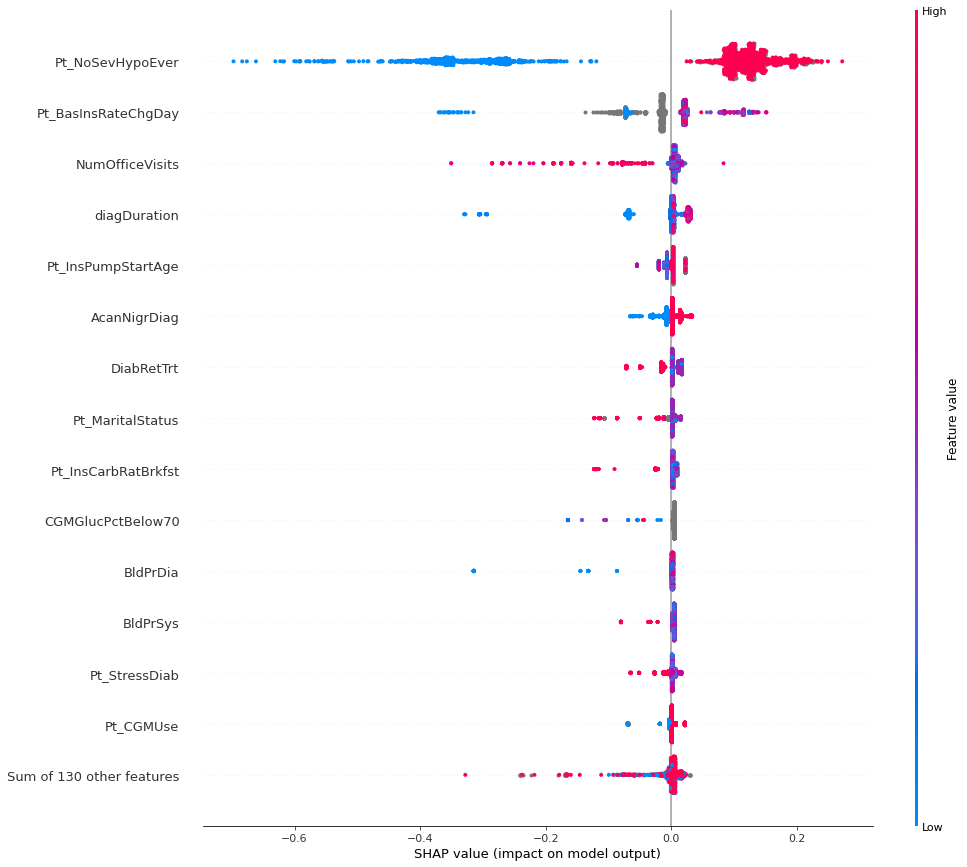 High
Pt_NoSevHypoEver
Pt_BasInsRateChgDay
NumOfficeVisits
diagDuration
Pt_InsPumpStartAge
AcanNigrDiag
DiabRetTrt
Pt_MaritalStatus
Pt_InsCarbRatBrkfst
CGMGlucPctBelow70
BldPrDia
BldPrSys
Pt_StressDiab
Pt_CGMUse
Sum of 130 other features
Feature value
Low
−0.6 −0.4 −0.2 0.0 0.2
SHAP value (impact on model output)